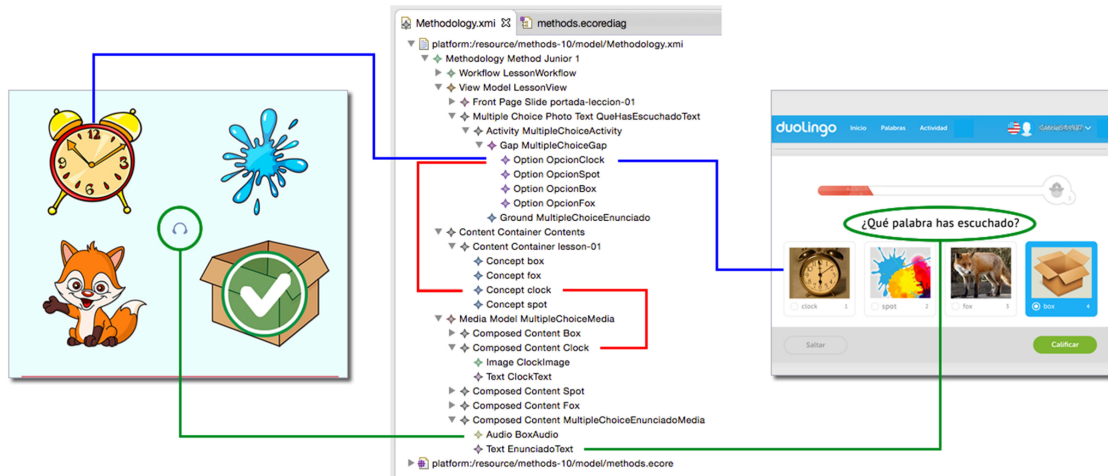 12
3
6
9
Methodology.xmi
methods.ecorediag
platform:/resource/methods-10/model/Methodology.xmi
Methodology Method Junior 1
Workflow LessonWorkflow
View Model LessonView
Front Page Slide portada-leccion-01
Multiple Choice Photo Text QueHasEscuchadoText
Activity MultipleChoiceActivity
Gap MultipleChoiceGap
Option OpcionClock
Option OpcionSpot
Option OpcionBox
Option OpcionFox
Ground MultipleChoiceEnunciado
Content Container Contents
Content Container lesson-01
Concept box
Concept fox
Concept clock
Concept spot
Media Model MultipleChoiceMedia
Composed Content Box
Composed Content Clock
Image ClockImage
Text ClockText
Composed Content Spot
Composed Content Fox
Composed Content MultipleChoiceEnunciadoMedia
Audio BoxAudio
Text EnunciadoText
platform:/resource/methods-10/model/methods.ecore
duolingo Inicio Palabras Actividad
¿Qué palabra has escuchado?
clock 1 spot 2 fox 3 box 4
Saltar Calificar